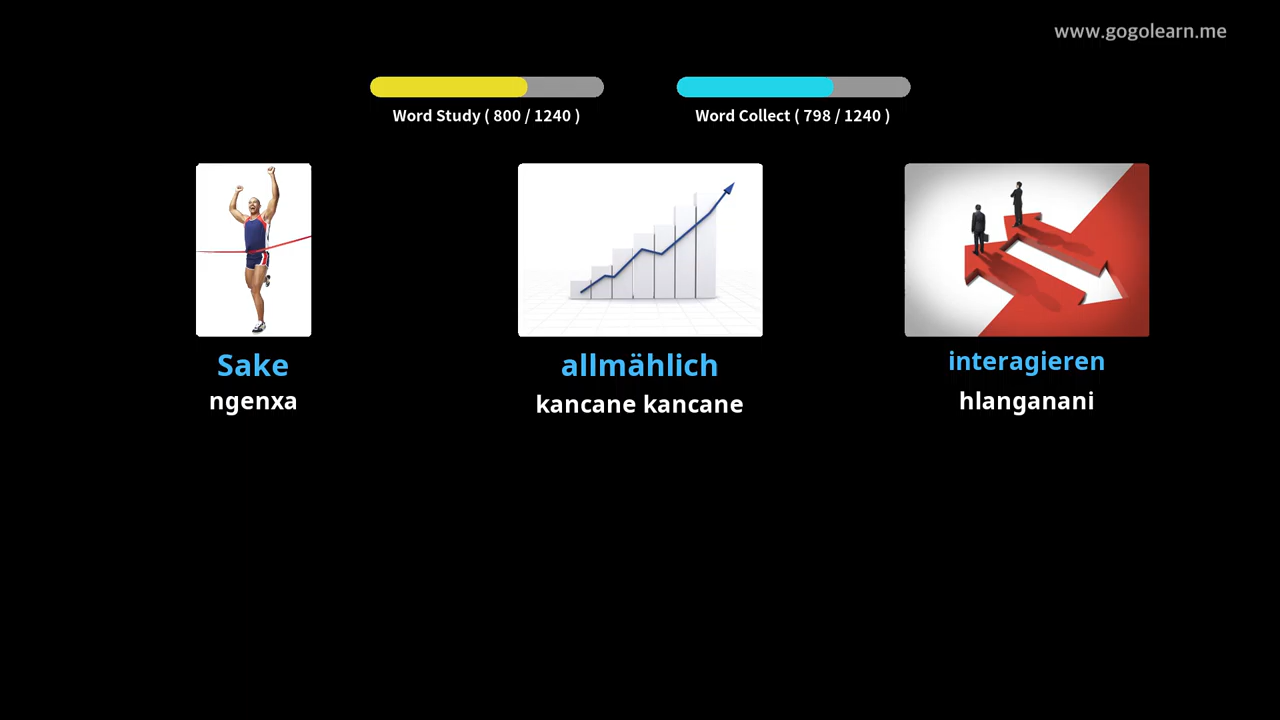 www.gogolearn.me
Word Study ( 800 / 1240 )
Word Collect ( 798 / 1240 )
Sake
ngenxa
allmählich
kancane kancane
interagieren
hlanganani